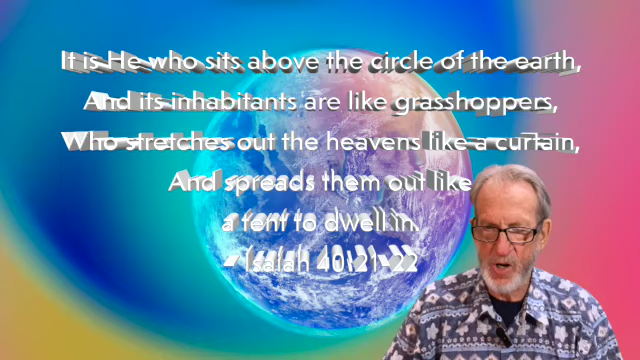 It is He who sits above the circle of the earth,
And its inhabitants are like grasshoppers,
Who stretches out the heavens like a curtain,
And spreads them out like
a tent to dwell in.
- Isaiah 40:21-22